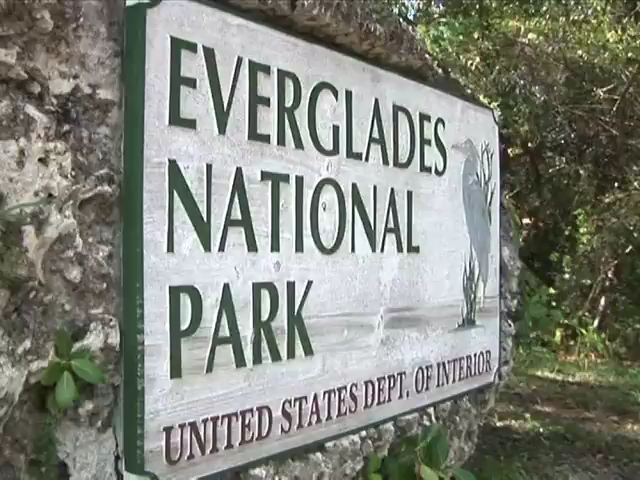 EVERGLADES
NATIONAL
PARK
UNITED STATES DEPT. OF INTERIOR